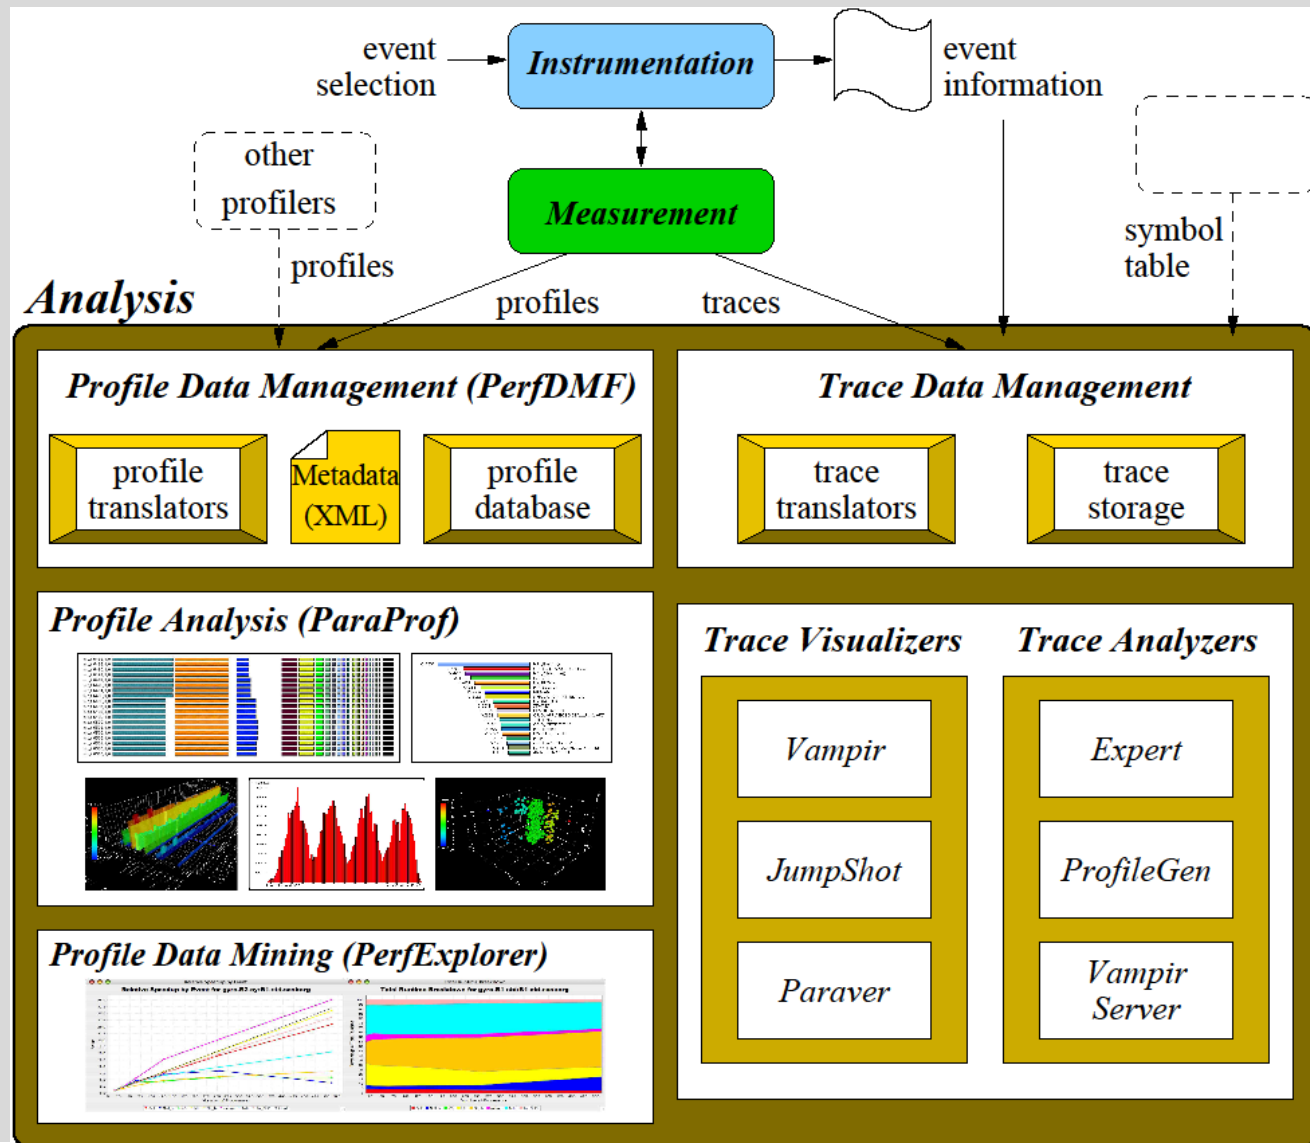 event
selection
Instrumentation
event
information
other
profilers
Measurement
symbol
table
profiles
profiles
traces
Analysis
Profile Data Management (PerfDMF)
profile
translators
Metadata
(XML)
profile
database
Trace Data Management
trace
translators
trace
storage
Profile Analysis (ParaProf)
Profile Data Mining (PerfExplorer)
Trace Visualizers
Vampir
JumpShot
Paraver
Trace Analyzers
Expert
ProfileGen
Vampir
Server